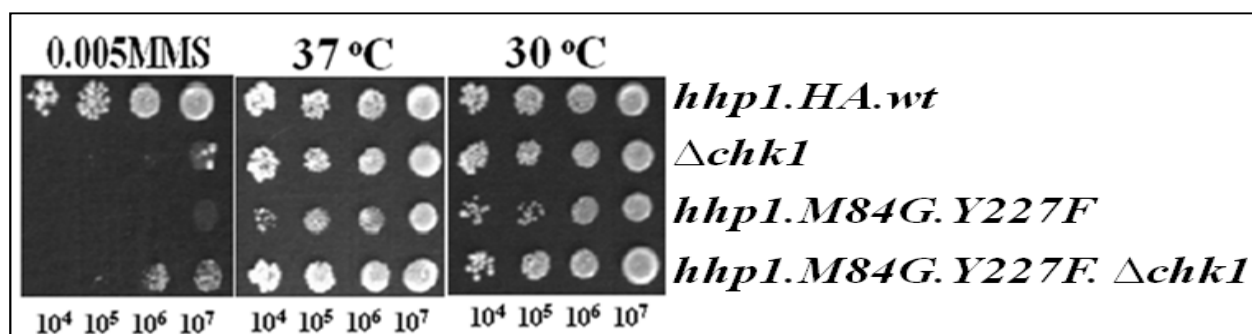 0.005MMS 37 °C 30 °C
hhp1.HA.wt
Δchk1
hhp1.M84G.Y227F
hhp1.M84G.Y227F. Δchk1
10⁴ 10⁵ 10⁶ 10⁷ 10⁴ 10⁵ 10⁶ 10⁷ 10⁴ 10⁵ 10⁶ 10⁷